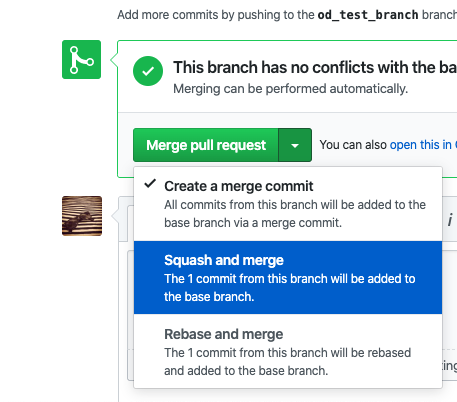 Add more commits by pushing to the od_test_branch branch
This branch has no conflicts with the ba
Merging can be performed automatically.
Merge pull request
You can also open this in
Create a merge commit
All commits from this branch will be added to the
base branch via a merge commit.
i
Squash and merge
The 1 commit from this branch will be added to
the base branch.
Rebase and merge
The 1 commit from this branch will be rebased
and added to the base branch.
ing